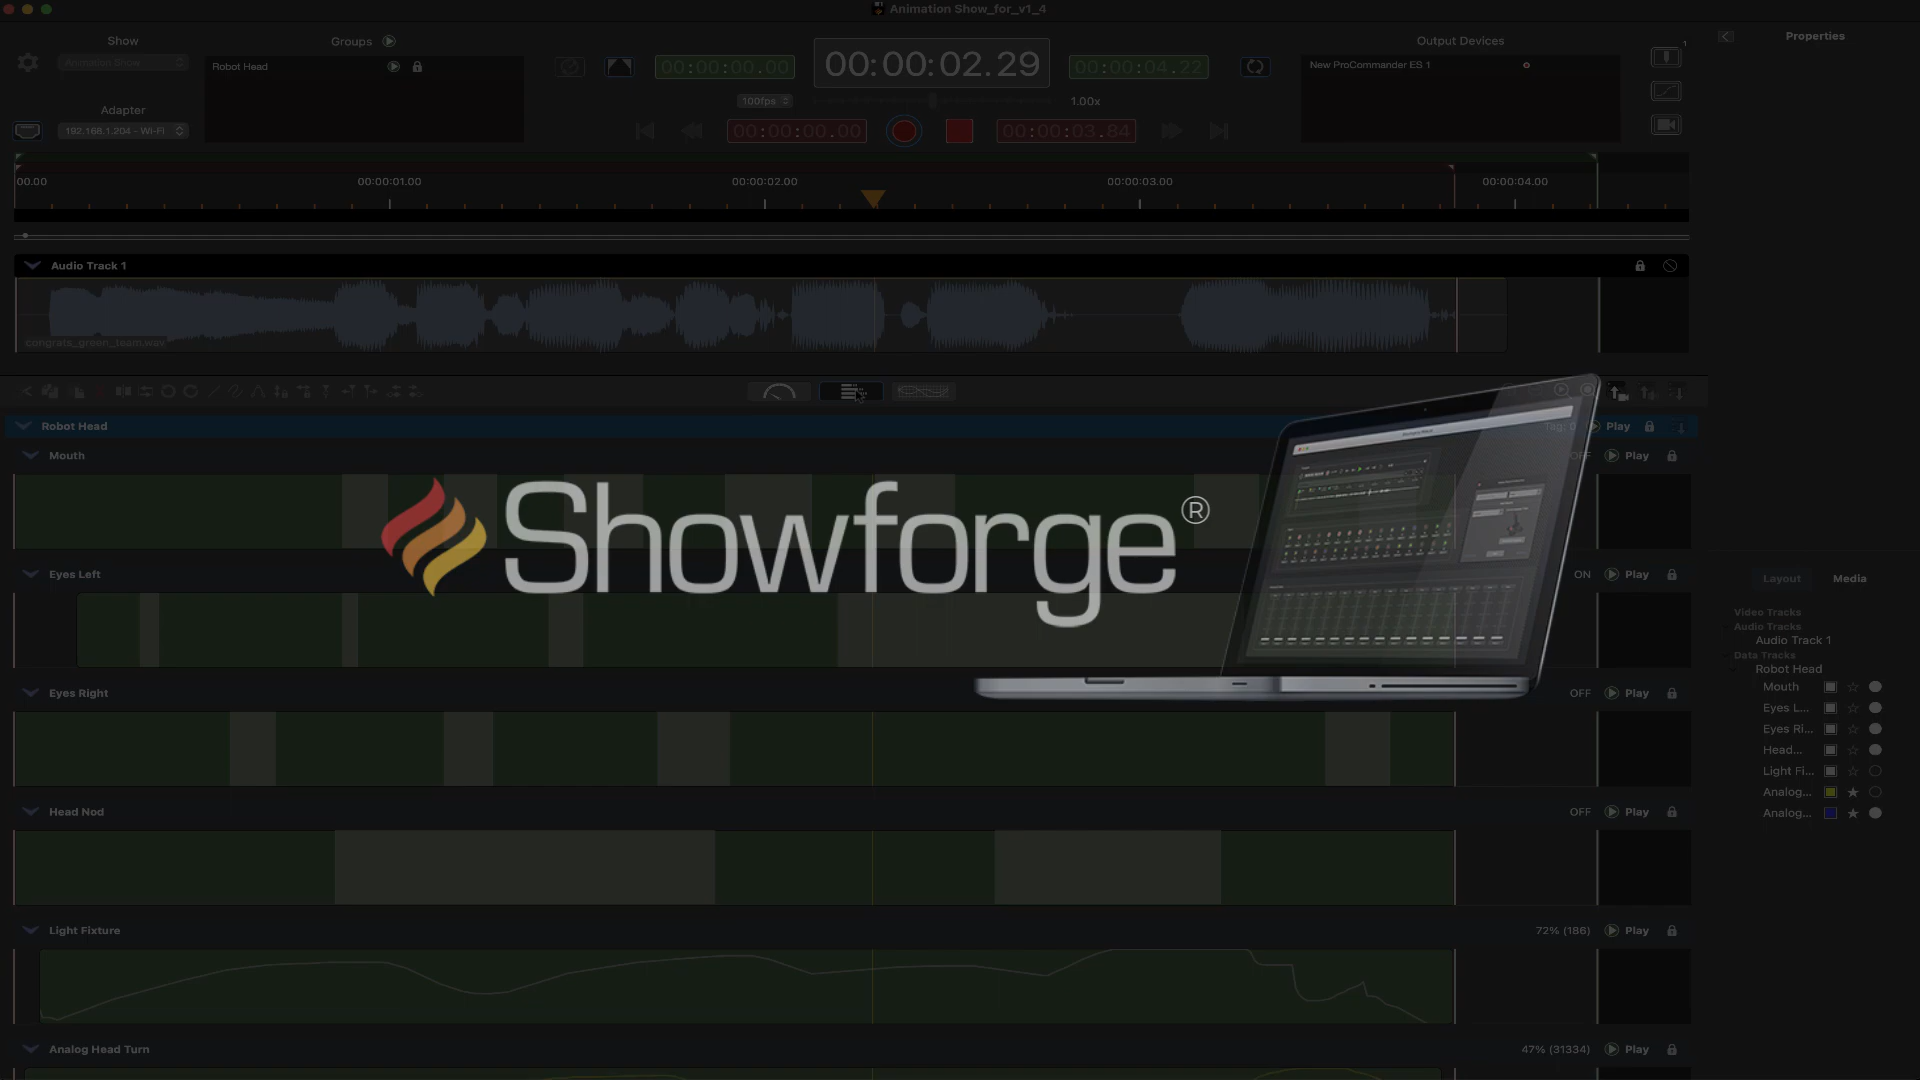 Animation Show_for_v1_4
Show
Animation Show
Groups
Robot Head
Adapter
192.168.1.204 - Wi-Fi
00:00:00.00
00:00:02.29
00:00:04.22
100fps
1.00x
00:00:00.00
00:00:03.84
Output Devices
New ProCommander ES 1
1
Properties
00.00
00:00:01.00
00:00:02.00
00:00:03.00
00:00:04.00
Audio Track 1
congrats_green_team.wav
Robot Head
Play
Mouth
OFF
Play
Showforge®
Eyes Left
ON
Play
Eyes Right
OFF
Play
Head Nod
OFF
Play
Light Fixture
72% (186)
Play
Analog Head Turn
47% (31334)
Play
Layout
Media
Video Tracks
Audio Tracks
Audio Track 1
Data Tracks
Robot Head
Mouth
Eyes L...
Eyes Ri...
Head...
Light Fi...
Analog...
Analog...